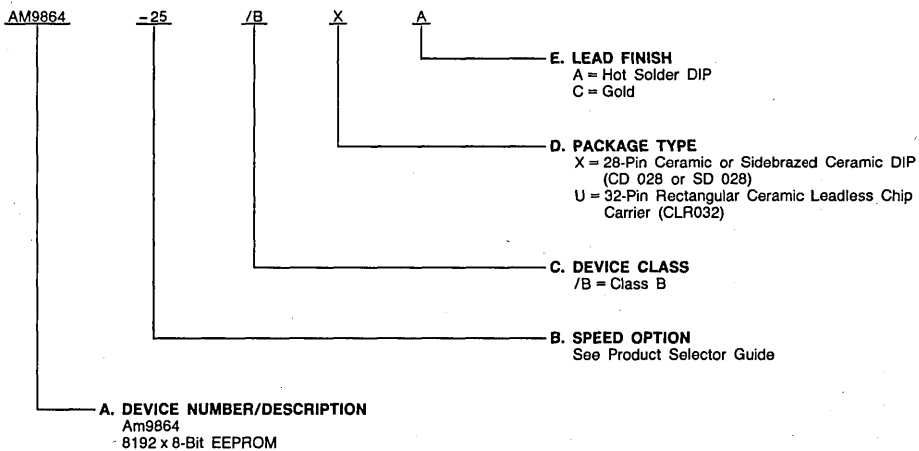 AM9864 -25 /B X A
E. LEAD FINISH
A = Hot Solder DIP
C = Gold
D. PACKAGE TYPE
X = 28-Pin Ceramic or Sidebrazed Ceramic DIP
(CD 028 or SD 028)
U = 32-Pin Rectangular Ceramic Leadless Chip
Carrier (CLR032)
C. DEVICE CLASS
/B = Class B
B. SPEED OPTION
See Product Selector Guide
A. DEVICE NUMBER/DESCRIPTION
Am9864
8192 x 8-Bit EEPROM